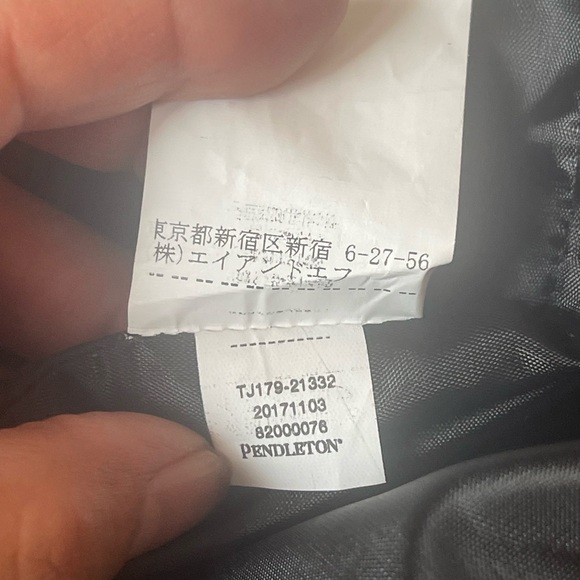 東京都新宿区新宿 6-27-56
株)エイアンドエフ
TJ179-21332
20171103
82000076
PENDLETON®